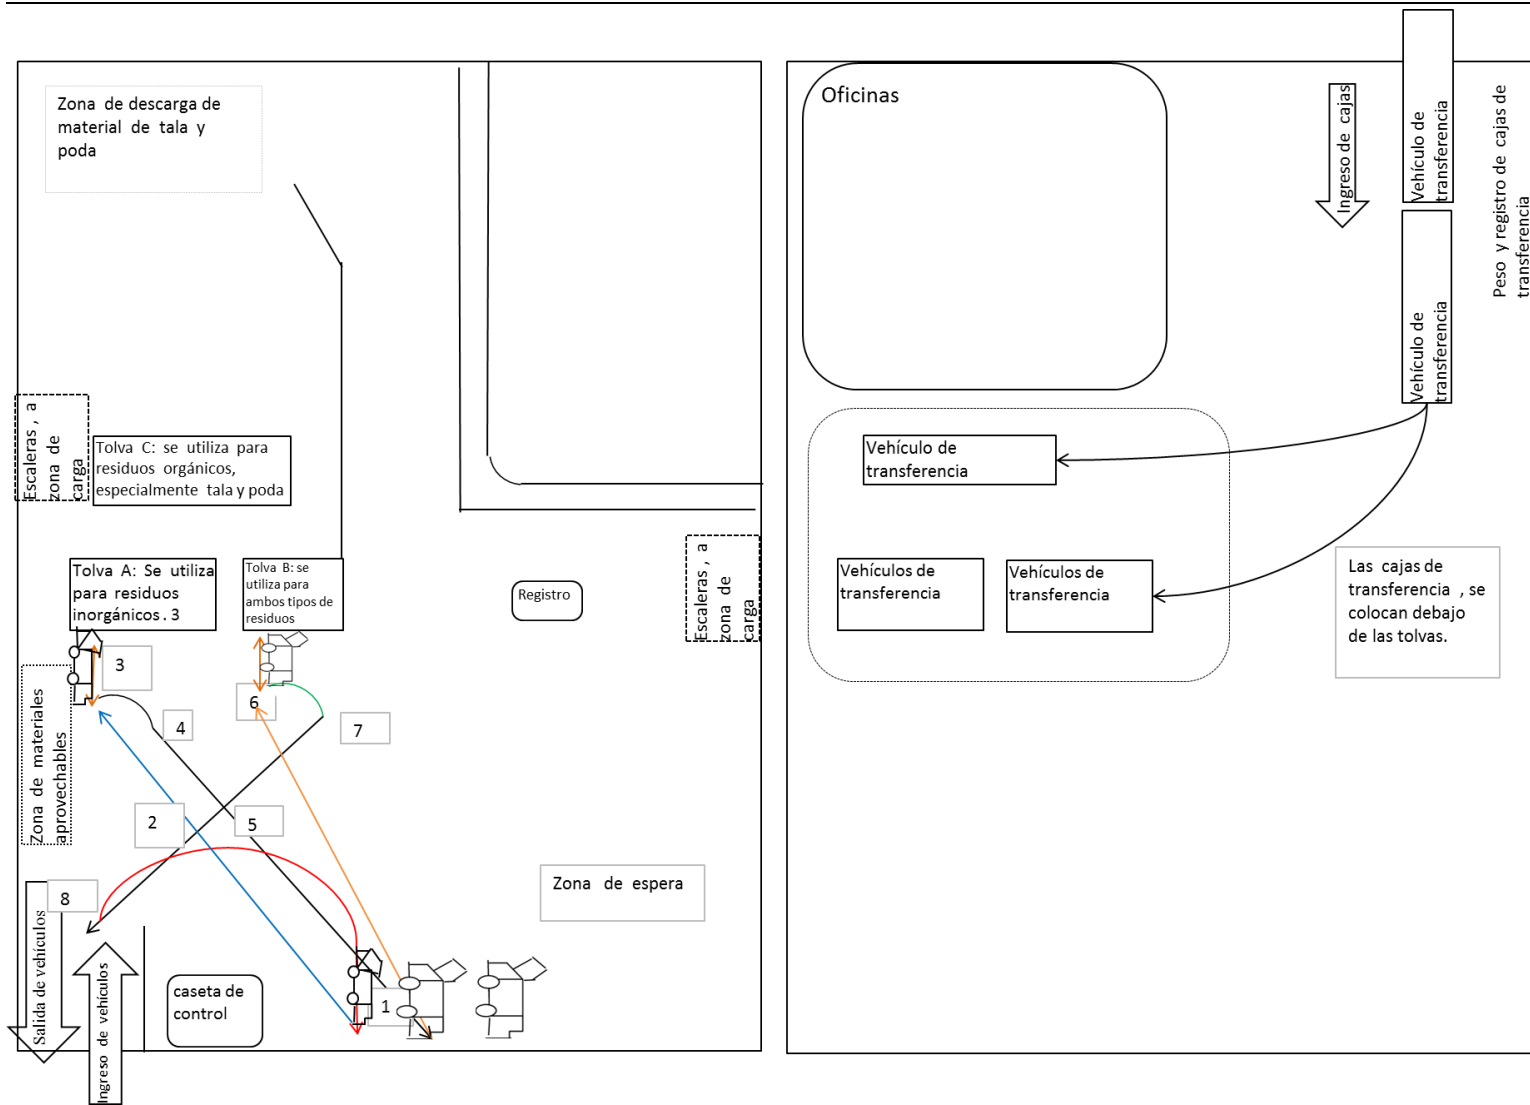 Zona de descarga de
material de tala y
poda
Escaleras , a
zona de
carga
Tolva C: se utiliza para
residuos orgánicos,
especialmente tala y poda
Tolva A: Se utiliza
para residuos
inorgánicos . 3
Tolva B: se
utiliza para
ambos tipos de
residuos
Registro
Escaleras , a
zona de
carga
3
6
4
7
Zona de materiales
aprovechables
2
5
Zona de espera
8
Salida de vehículos
Ingreso de vehículos
caseta de
control
1
Oficinas
Ingreso de cajas
Vehículo de
transferencia
Peso y registro de cajas de
transferencia
Vehículo de
transferencia
Vehículo de
transferencia
Vehículos de
transferencia
Vehículos de
transferencia
Las cajas de
transferencia , se
colocan debajo
de las tolvas.